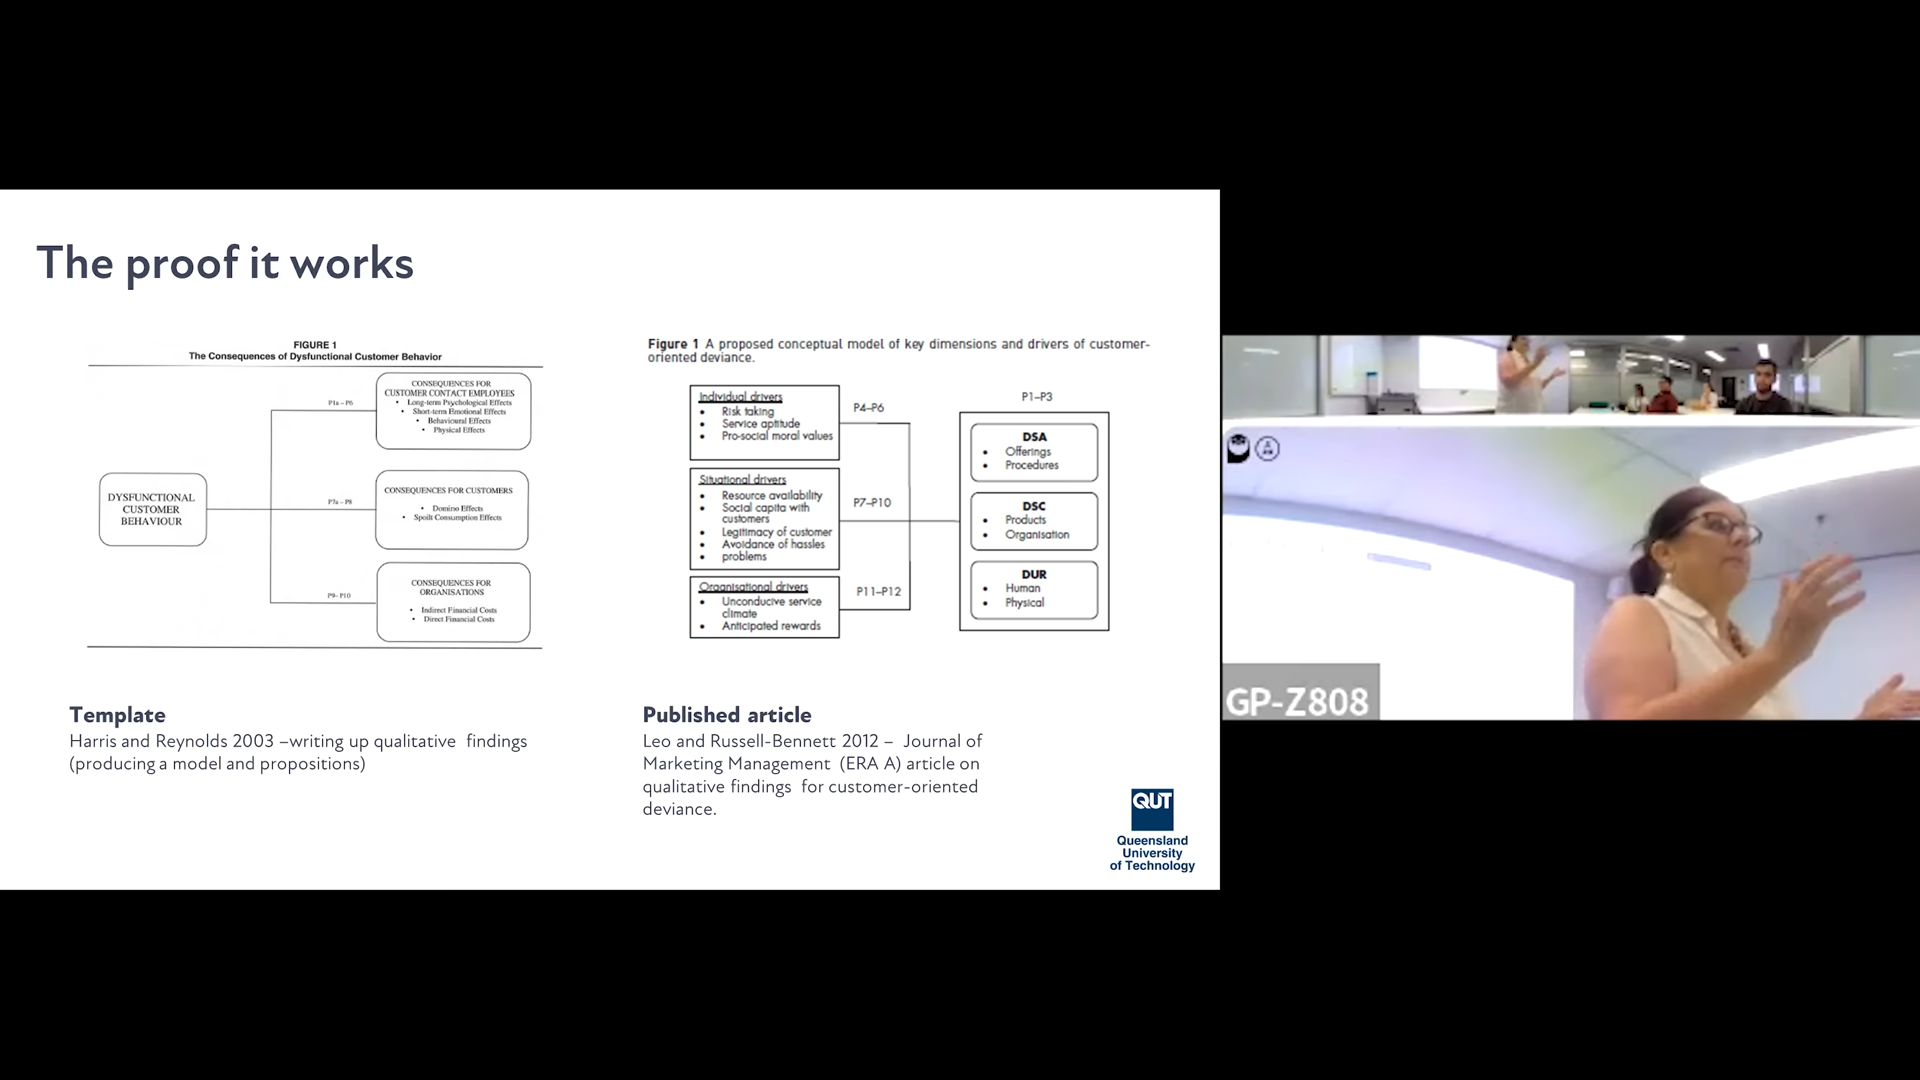 The proof it works
FIGURE 1
The Consequences of Dysfunctional Customer Behavior
DYSFUNCTIONAL
CUSTOMER
BEHAVIOUR
P1a – P6
CONSEQUENCES FOR
CUSTOMER CONTACT EMPLOYEES
• Long-term Psychological Effects
• Short-term Emotional Effects
• Behavioural Effects
• Physical Effects
P7a – P8
CONSEQUENCES FOR CUSTOMERS
• Domino Effects
• Spoilt Consumption Effects
P9– P10
CONSEQUENCES FOR
ORGANISATIONS
• Indirect Financial Costs
• Direct Financial Costs
Template
Harris and Reynolds 2003 –writing up qualitative findings
(producing a model and propositions)
Figure 1 A proposed conceptual model of key dimensions and drivers of customer-
oriented deviance.
Individual drivers
• Risk taking
• Service aptitude
• Pro-social moral values
Situational drivers
• Resource availability
• Social capita with
customers
• Legitimacy of customer
• Avoidance of hassles
• problems
Organisational drivers
• Unconducive service
climate
• Anticipated rewards
P4–P6
P7–P10
P11–P12
P1–P3
DSA
• Offerings
• Procedures
DSC
• Products
• Organisation
DUR
• Human
• Physical
Published article
Leo and Russell-Bennett 2012 – Journal of
Marketing Management (ERA A) article on
qualitative findings for customer-oriented
deviance.
QUT
Queensland
University
of Technology
GP-Z808